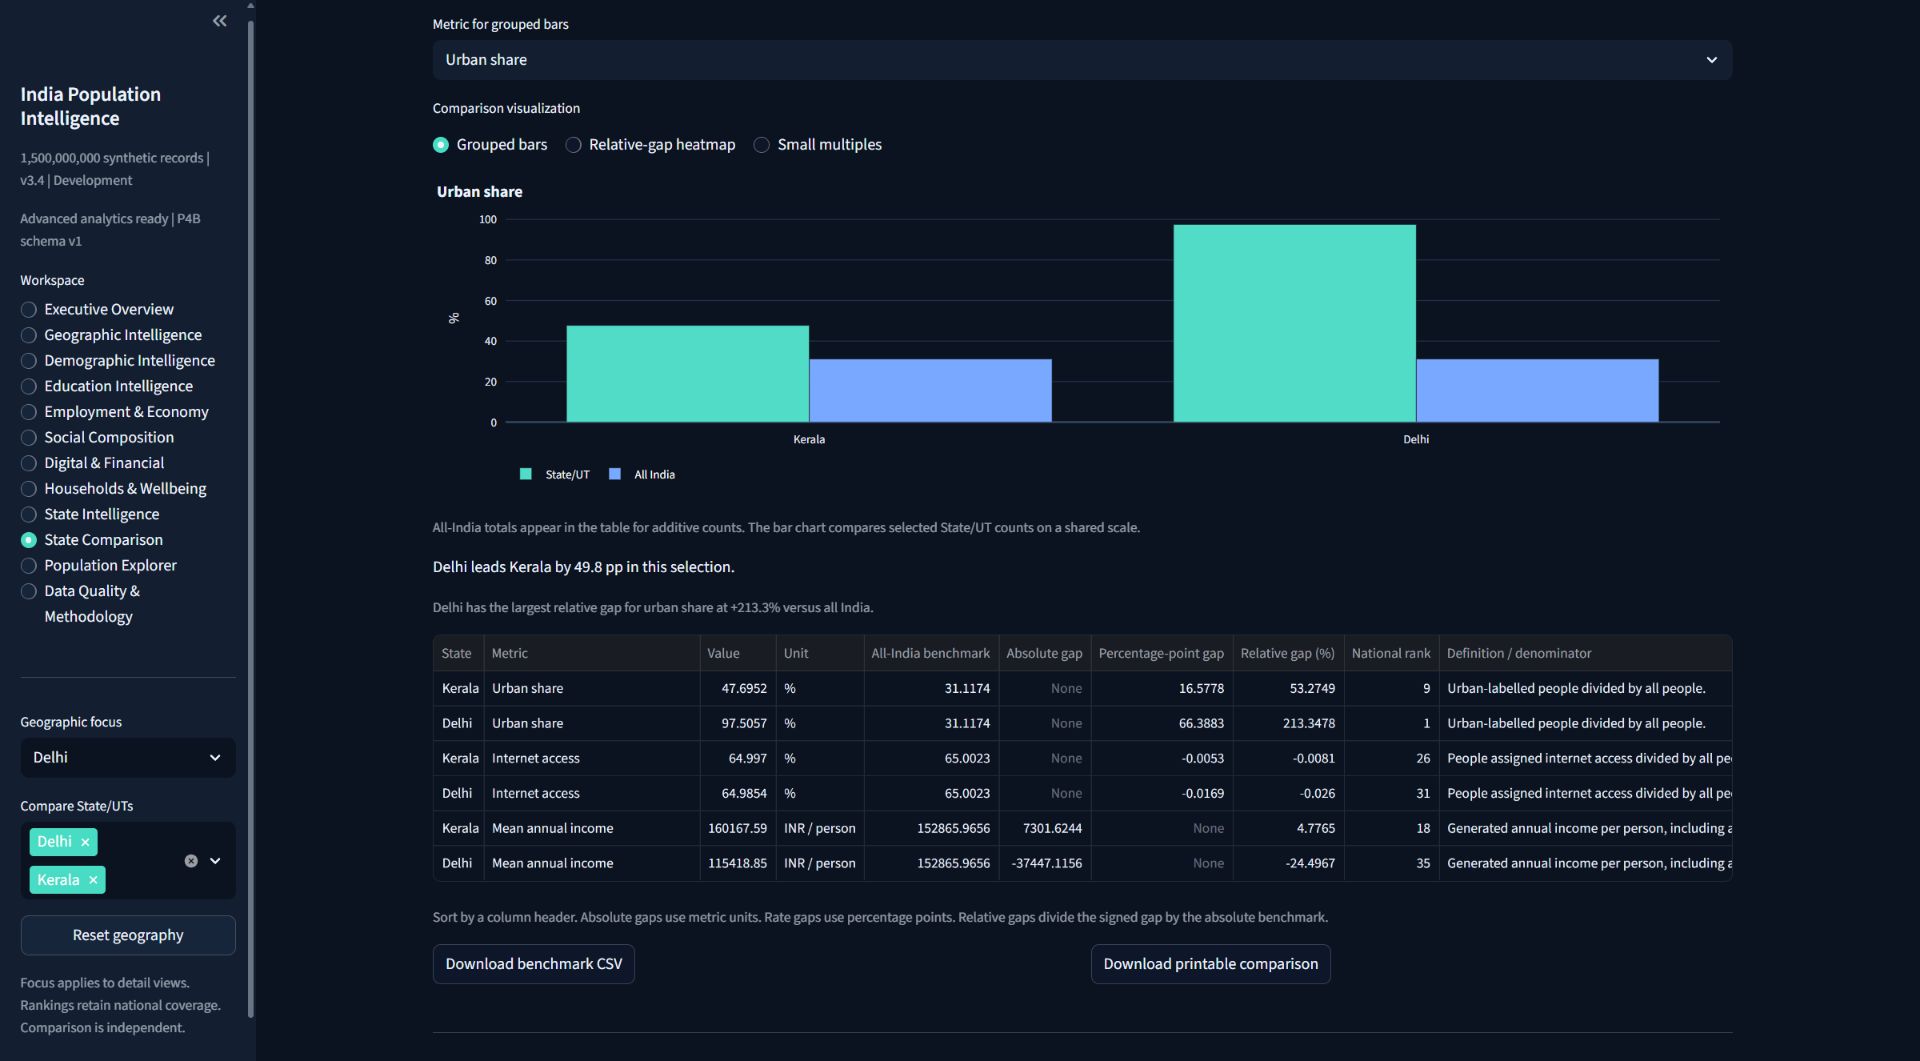 India Population
Intelligence
1,500,000,000 synthetic records |
v3.4 | Development
Advanced analytics ready | P4B
schema v1
Workspace
Executive Overview
Geographic Intelligence
Demographic Intelligence
Education Intelligence
Employment & Economy
Social Composition
Digital & Financial
Households & Wellbeing
State Intelligence
State Comparison
Population Explorer
Data Quality &
Methodology
Geographic focus
Delhi
Compare State/UTs
Delhi ×
Kerala ×
Reset geography
Focus applies to detail views.
Rankings retain national coverage.
Comparison is independent.
Metric for grouped bars
Urban share
Comparison visualization
Grouped bars Relative-gap heatmap Small multiples
Urban share
100
80
60
40
20
0
%
Kerala Delhi
State/UT All India
All-India totals appear in the table for additive counts. The bar chart compares selected State/UT counts on a shared scale.
Delhi leads Kerala by 49.8 pp in this selection.
Delhi has the largest relative gap for urban share at +213.3% versus all India.
State Metric Value Unit All-India benchmark Absolute gap Percentage-point gap Relative gap (%) National rank Definition / denominator
Kerala Urban share 47.6952 % 31.1174 None 16.5778 53.2749 9 Urban-labelled people divided by all people.
Delhi Urban share 97.5057 % 31.1174 None 66.3883 213.3478 1 Urban-labelled people divided by all people.
Kerala Internet access 64.997 % 65.0023 None -0.0053 -0.0081 26 People assigned internet access divided by all pe
Delhi Internet access 64.9854 % 65.0023 None -0.0169 -0.026 31 People assigned internet access divided by all pe
Kerala Mean annual income 160167.59 INR / person 152865.9656 7301.6244 None 4.7765 18 Generated annual income per person, including a
Delhi Mean annual income 115418.85 INR / person 152865.9656 -37447.1156 None -24.4967 35 Generated annual income per person, including a
Sort by a column header. Absolute gaps use metric units. Rate gaps use percentage points. Relative gaps divide the signed gap by the absolute benchmark.
Download benchmark CSV Download printable comparison